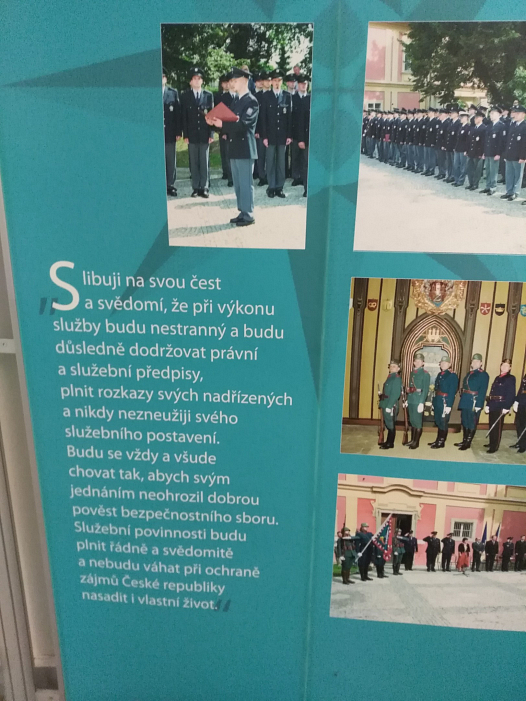 „Slibuji na svou čest
a svědomí, že při výkonu
služby budu nestranný a budu
důsledně dodržovat právní
a služební předpisy,
plnit rozkazy svých nadřízených
a nikdy nezneužiji svého
služebního postavení.
Budu se vždy a všude
chovat tak, abych svým
jednáním neohrozil dobrou
pověst bezpečnostního sboru.
Služební povinnosti budu
plnit řádně a svědomitě
a nebudu váhat při ochraně
zájmů České republiky
nasadit i vlastní život.“